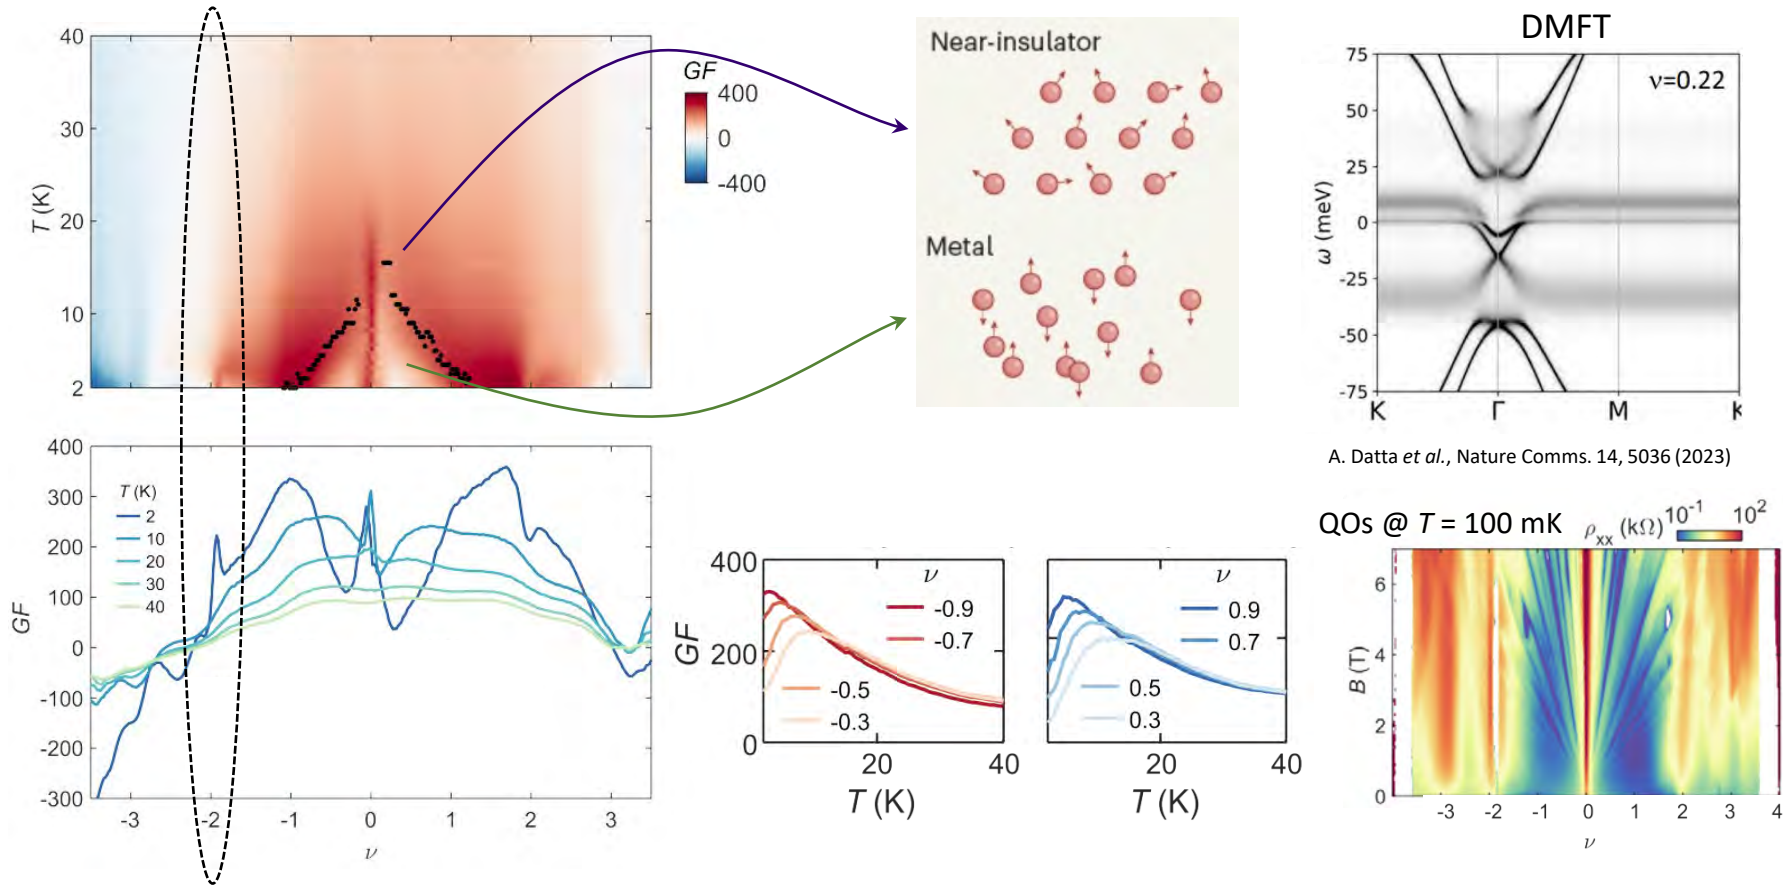 40
30
20
10
2
T (K)
GF
400
0
-400
Near-insulator
Metal
DMFT
75
50
25
0
-25
-50
-75
ω (meV)
ν=0.22
K Γ M
A. Datta et al., Nature Comms. 14, 5036 (2023)
400
300
200
100
0
-100
-200
-300
GF
T (K)
2
10
20
30
40
-3 -2 -1 0 1 2 3
ν
400
200
0
GF
ν
-0.9
-0.7
-0.5
-0.3
20 40
T (K)
ν
0.9
0.7
0.5
0.3
20 40
T (K)
QOs @ T = 100 mK
ρxx (kΩ)
10-1 102
6
4
2
0
B (T)
-3 -2 -1 0 1 2 3 4
ν